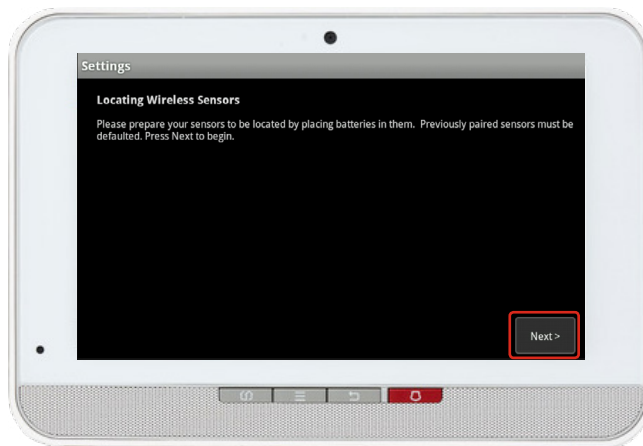 Settings
Locating Wireless Sensors
Please prepare your sensors to be located by placing batteries in them. Previously paired sensors must be
defaulted. Press Next to begin.
Next >